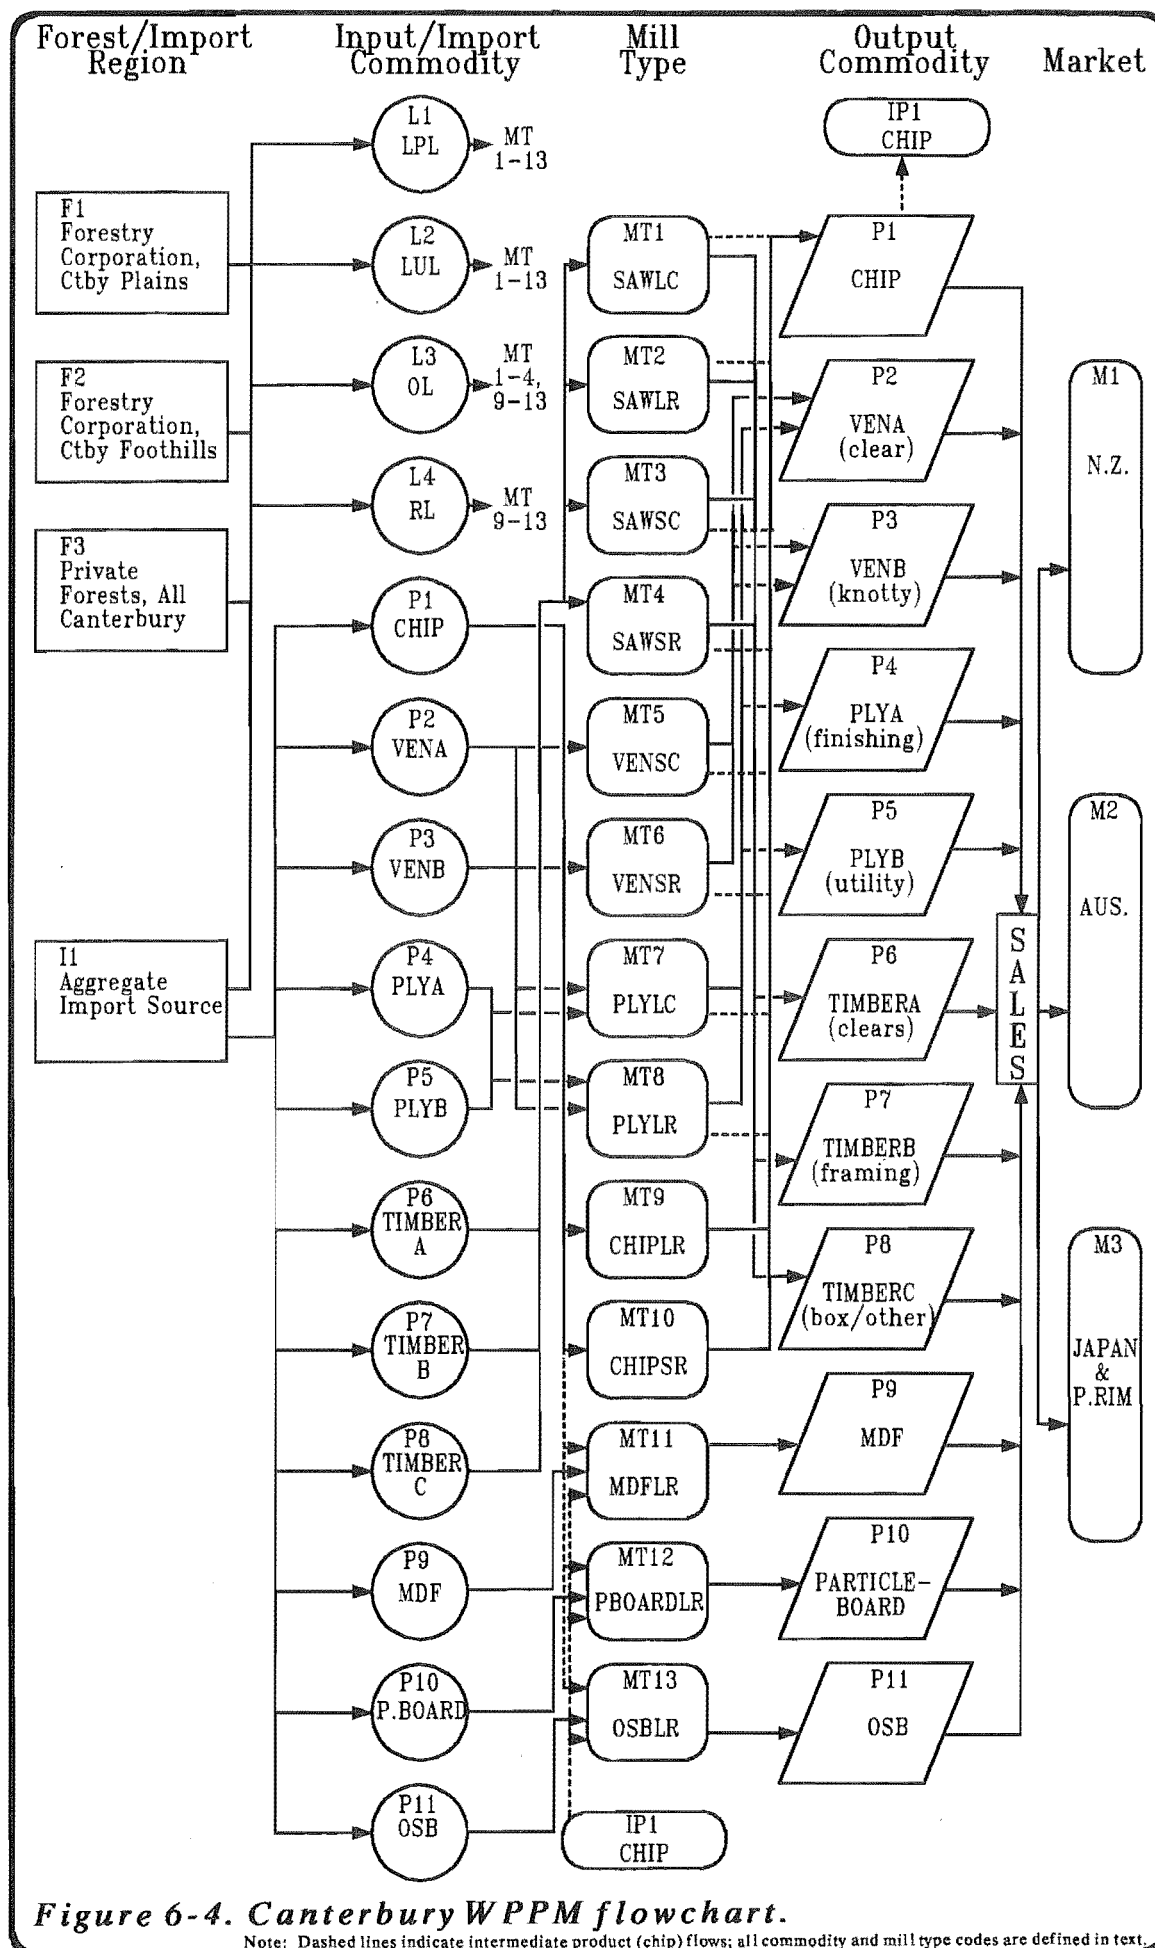 Forest/Import
Region
Input/Import
Commodity
Mill
Type
Output
Commodity
Market
F1
Forestry
Corporation,
Ctby Plains
F2
Forestry
Corporation,
Ctby Foothills
F3
Private
Forests, All
Canterbury
I1
Aggregate
Import Source
L1
LPL
MT
1-13
L2
LUL
MT
1-13
L3
OL
MT
1-4,
9-13
L4
RL
MT
9-13
P1
CHIP
P2
VENA
P3
VENB
P4
PLYA
P5
PLYB
P6
TIMBER
A
P7
TIMBER
B
P8
TIMBER
C
P9
MDF
P10
P.BOARD
P11
OSB
MT1
SAWLC
MT2
SAWLR
MT3
SAWSC
MT4
SAWSR
MT5
VENSC
MT6
VENSR
MT7
PLYLC
MT8
PLYLR
MT9
CHIPLR
MT10
CHIPSR
MT11
MDFLR
MT12
PBOARDLR
MT13
OSBLR
IP1
CHIP
IP1
CHIP
P1
CHIP
P2
VENA
(clear)
P3
VENB
(knotty)
P4
PLYA
(finishing)
P5
PLYB
(utility)
P6
TIMBERA
(clears)
P7
TIMBERB
(framing)
P8
TIMBERC
(box/other)
P9
MDF
P10
PARTICLE-
BOARD
P11
OSB
SALES
M1
N.Z.
M2
AUS.
M3
JAPAN
&
P.RIM
Figure 6-4. Canterbury WPPM flowchart.
Note: Dashed lines indicate intermediate product (chip) flows; all commodity and mill type codes are defined in text.